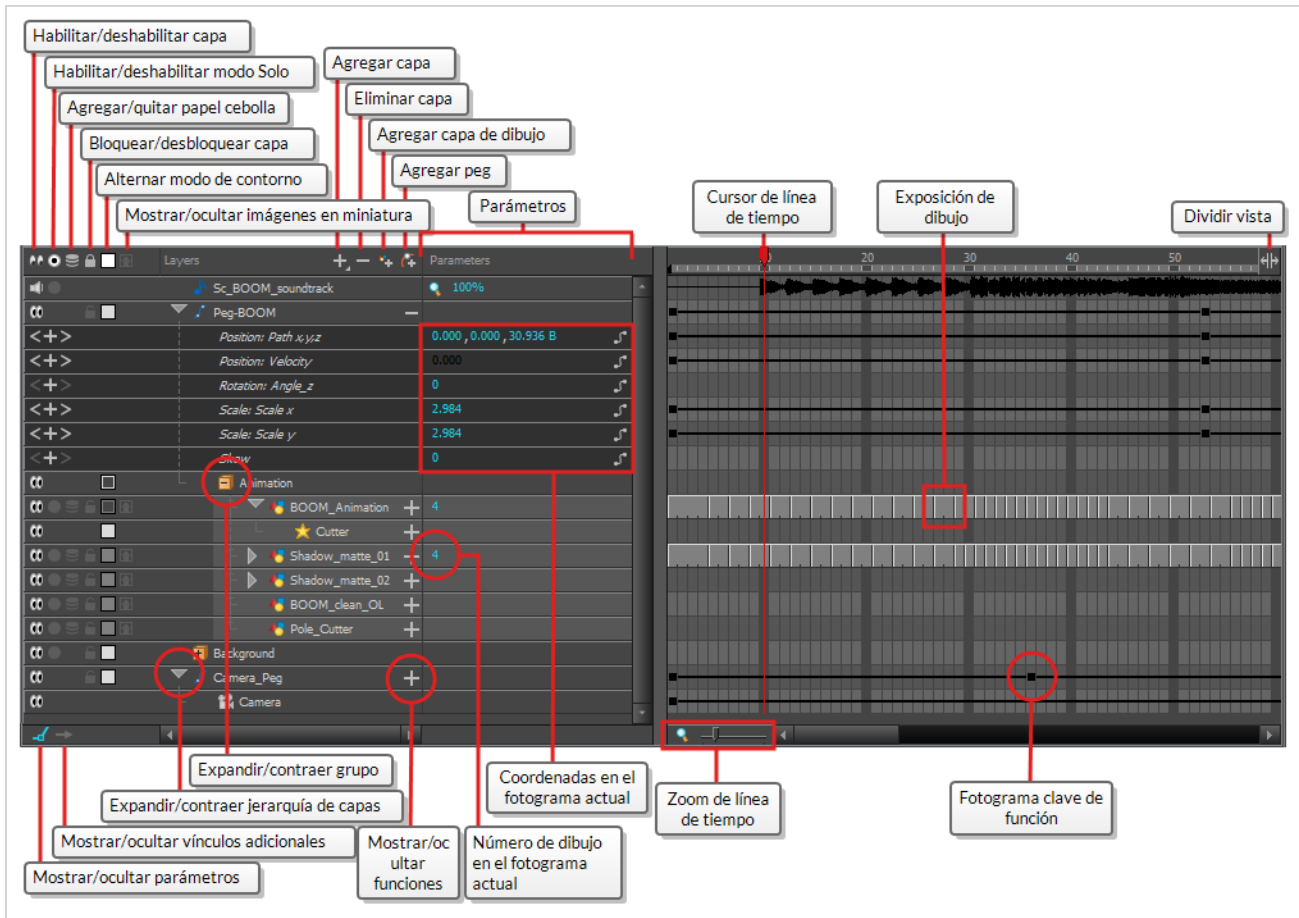 Habilitar/deshabilitar capa
Habilitar/deshabilitar modo Solo
Agregar/quitar papel cebolla
Bloquear/desbloquear capa
Alternar modo de contorno
Mostrar/ocultar imágenes en miniatura
Agregar capa
Eliminar capa
Agregar capa de dibujo
Agregar peg
Parámetros
Cursor de línea
de tiempo
Exposición de
dibujo
Dividir vista
Layers
Parameters
10 20 30 40 50
Sc_BOOM_soundtrack 100%
Peg-BOOM
Position: Path x,y,z 0.000 , 0.000 , 30.936 B
Position: Velocity 0.000
Rotation: Angle_z 0
Scale: Scale x 2.984
Scale: Scale y 2.984
Skew 0
Animation
BOOM_Animation 4
Cutter
Shadow_matte_01 4
Shadow_matte_02
BOOM_clean_OL
Pole_Cutter
Background
Camera_Peg
Camera
Expandir/contraer grupo
Expandir/contraer jerarquía de capas
Mostrar/ocultar vínculos adicionales
Mostrar/ocultar parámetros
Mostrar/oc
ultar
funciones
Número de dibujo
en el fotograma
actual
Coordenadas en el
fotograma actual
Zoom de línea
de tiempo
Fotograma clave de
función